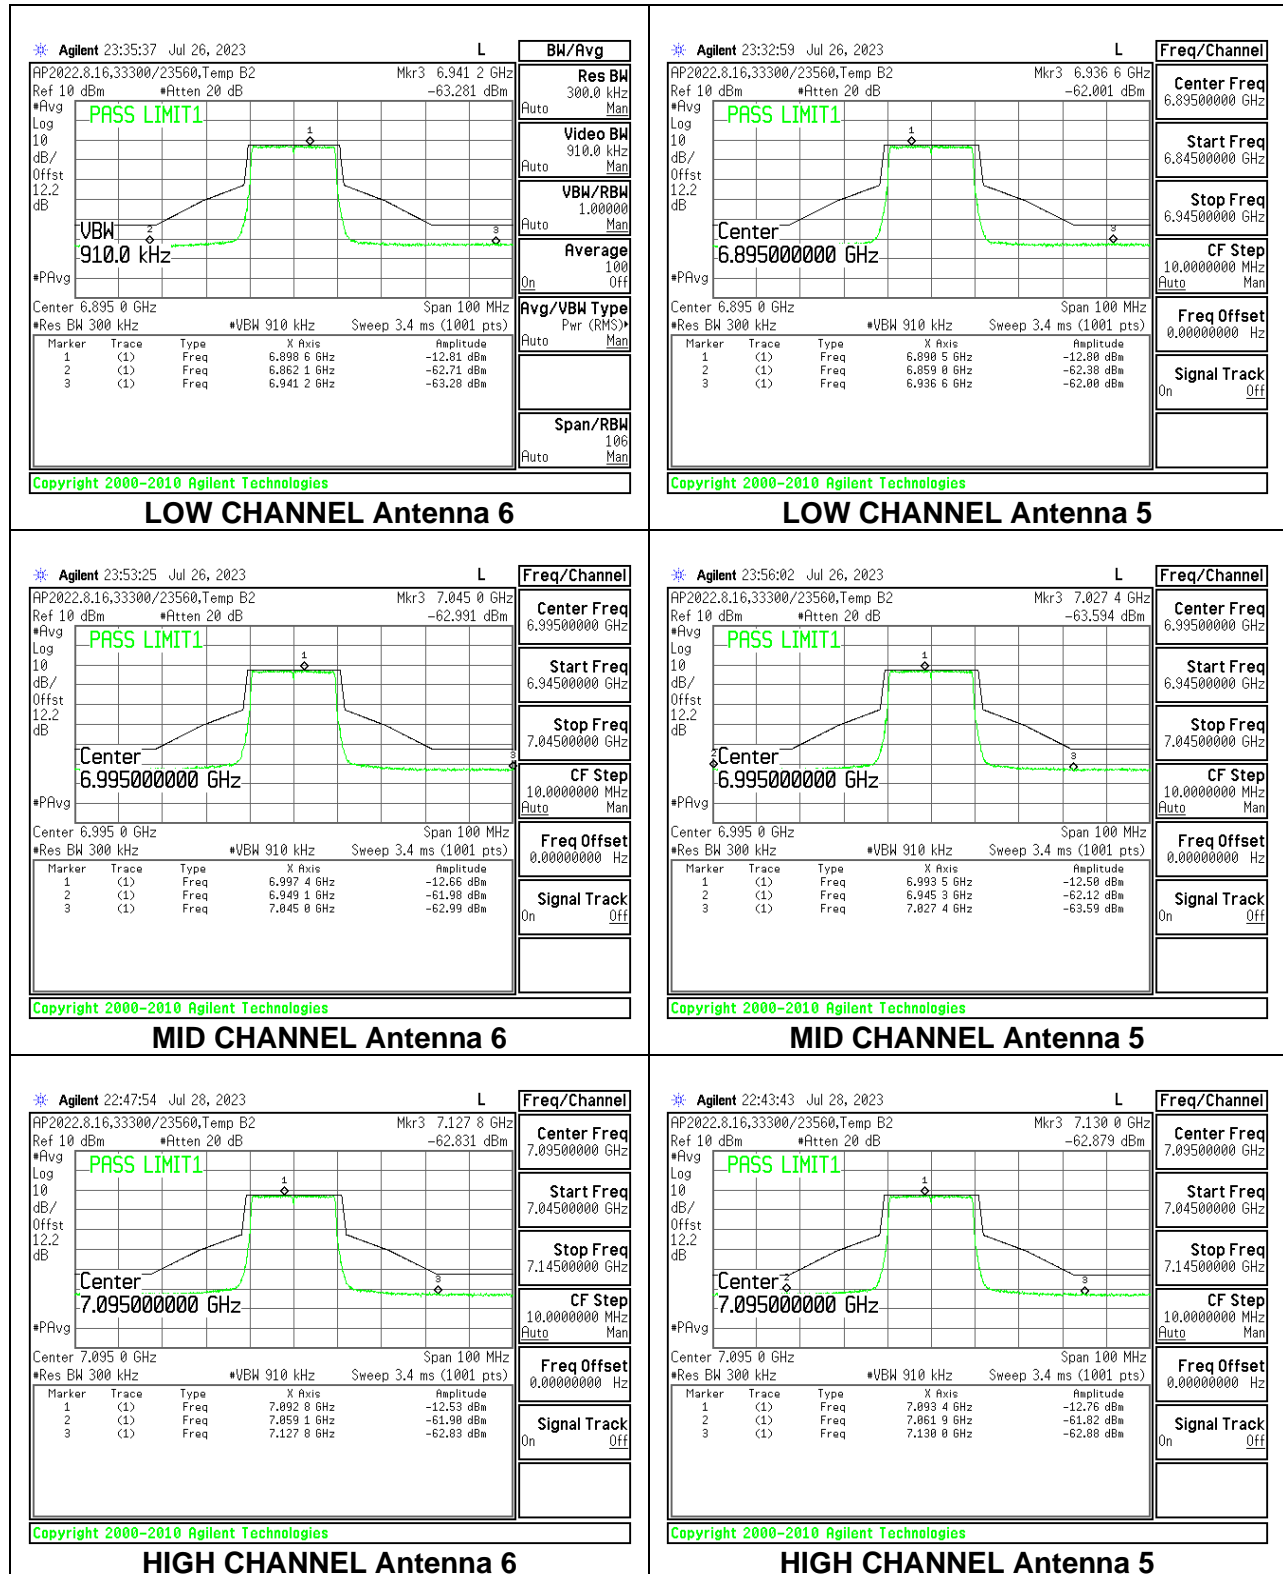 Agilent 23:35:37 Jul 26, 2023 L
BW/Avg
AP2022.8.16,33300/23560,Temp B2 Mkr3 6.941 2 GHz
Ref 10 dBm #Atten 20 dB -63.281 dBm
#Avg
Log
10
dB/
Offst
12.2
dB
#PAvg
PASS LIMIT1
1
2
3
VBW
910.0 kHz
Center 6.895 0 GHz Span 100 MHz
#Res BW 300 kHz #VBW 910 kHz Sweep 3.4 ms (1001 pts)
Marker Trace Type X Axis Amplitude
1 (1) Freq 6.898 6 GHz -12.81 dBm
2 (1) Freq 6.862 1 GHz -62.71 dBm
3 (1) Freq 6.941 2 GHz -63.28 dBm
Res BW
300.0 kHz
Auto Man
Video BW
910.0 kHz
Auto Man
VBW/RBW
1.00000
Auto Man
Average
100
On Off
Avg/VBW Type
Pwr (RMS)▸
Auto Man
Span/RBW
106
Auto Man
Copyright 2000-2010 Agilent Technologies
LOW CHANNEL Antenna 6
Agilent 23:32:59 Jul 26, 2023 L
Freq/Channel
AP2022.8.16,33300/23560,Temp B2 Mkr3 6.936 6 GHz
Ref 10 dBm #Atten 20 dB -62.001 dBm
#Avg
Log
10
dB/
Offst
12.2
dB
#PAvg
PASS LIMIT1
1
3
Center
6.895000000 GHz
Center 6.895 0 GHz Span 100 MHz
#Res BW 300 kHz #VBW 910 kHz Sweep 3.4 ms (1001 pts)
Marker Trace Type X Axis Amplitude
1 (1) Freq 6.890 5 GHz -12.80 dBm
2 (1) Freq 6.859 0 GHz -62.38 dBm
3 (1) Freq 6.936 6 GHz -62.00 dBm
Center Freq
6.89500000 GHz
Start Freq
6.84500000 GHz
Stop Freq
6.94500000 GHz
CF Step
10.0000000 MHz
Auto Man
Freq Offset
0.00000000 Hz
Signal Track
On Off
Copyright 2000-2010 Agilent Technologies
LOW CHANNEL Antenna 5
Agilent 23:53:25 Jul 26, 2023 L
Freq/Channel
AP2022.8.16,33300/23560,Temp B2 Mkr3 7.045 0 GHz
Ref 10 dBm #Atten 20 dB -62.991 dBm
#Avg
Log
10
dB/
Offst
12.2
dB
#PAvg
PASS LIMIT1
1
3
Center
6.995000000 GHz
Center 6.995 0 GHz Span 100 MHz
#Res BW 300 kHz #VBW 910 kHz Sweep 3.4 ms (1001 pts)
Marker Trace Type X Axis Amplitude
1 (1) Freq 6.997 4 GHz -12.66 dBm
2 (1) Freq 6.949 1 GHz -61.98 dBm
3 (1) Freq 7.045 0 GHz -62.99 dBm
Center Freq
6.99500000 GHz
Start Freq
6.94500000 GHz
Stop Freq
7.04500000 GHz
CF Step
10.0000000 MHz
Auto Man
Freq Offset
0.00000000 Hz
Signal Track
On Off
Copyright 2000-2010 Agilent Technologies
MID CHANNEL Antenna 6
Agilent 23:56:02 Jul 26, 2023 L
Freq/Channel
AP2022.8.16,33300/23560,Temp B2 Mkr3 7.027 4 GHz
Ref 10 dBm #Atten 20 dB -63.594 dBm
#Avg
Log
10
dB/
Offst
12.2
dB
#PAvg
PASS LIMIT1
1
2
3
Center
6.995000000 GHz
Center 6.995 0 GHz Span 100 MHz
#Res BW 300 kHz #VBW 910 kHz Sweep 3.4 ms (1001 pts)
Marker Trace Type X Axis Amplitude
1 (1) Freq 6.993 5 GHz -12.50 dBm
2 (1) Freq 6.945 3 GHz -62.12 dBm
3 (1) Freq 7.027 4 GHz -63.59 dBm
Center Freq
6.99500000 GHz
Start Freq
6.94500000 GHz
Stop Freq
7.04500000 GHz
CF Step
10.0000000 MHz
Auto Man
Freq Offset
0.00000000 Hz
Signal Track
On Off
Copyright 2000-2010 Agilent Technologies
MID CHANNEL Antenna 5
Agilent 22:47:54 Jul 28, 2023 L
Freq/Channel
AP2022.8.16,33300/23560,Temp B2 Mkr3 7.127 8 GHz
Ref 10 dBm #Atten 20 dB -62.831 dBm
#Avg
Log
10
dB/
Offst
12.2
dB
#PAvg
PASS LIMIT1
1
3
Center
7.095000000 GHz
Center 7.095 0 GHz Span 100 MHz
#Res BW 300 kHz #VBW 910 kHz Sweep 3.4 ms (1001 pts)
Marker Trace Type X Axis Amplitude
1 (1) Freq 7.092 8 GHz -12.53 dBm
2 (1) Freq 7.059 1 GHz -61.90 dBm
3 (1) Freq 7.127 8 GHz -62.83 dBm
Center Freq
7.09500000 GHz
Start Freq
7.04500000 GHz
Stop Freq
7.14500000 GHz
CF Step
10.0000000 MHz
Auto Man
Freq Offset
0.00000000 Hz
Signal Track
On Off
Copyright 2000-2010 Agilent Technologies
HIGH CHANNEL Antenna 6
Agilent 22:43:43 Jul 28, 2023 L
Freq/Channel
AP2022.8.16,33300/23560,Temp B2 Mkr3 7.130 0 GHz
Ref 10 dBm #Atten 20 dB -62.879 dBm
#Avg
Log
10
dB/
Offst
12.2
dB
#PAvg
PASS LIMIT1
1
2
3
Center
7.095000000 GHz
Center 7.095 0 GHz Span 100 MHz
#Res BW 300 kHz #VBW 910 kHz Sweep 3.4 ms (1001 pts)
Marker Trace Type X Axis Amplitude
1 (1) Freq 7.093 4 GHz -12.76 dBm
2 (1) Freq 7.061 9 GHz -61.82 dBm
3 (1) Freq 7.130 0 GHz -62.88 dBm
Center Freq
7.09500000 GHz
Start Freq
7.04500000 GHz
Stop Freq
7.14500000 GHz
CF Step
10.0000000 MHz
Auto Man
Freq Offset
0.00000000 Hz
Signal Track
On Off
Copyright 2000-2010 Agilent Technologies
HIGH CHANNEL Antenna 5